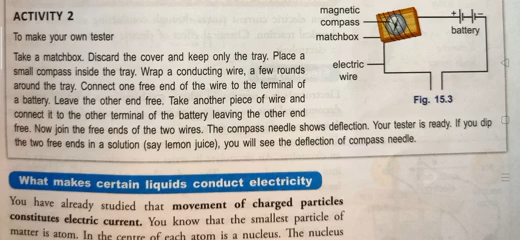 ACTIVITY 2
To make your own tester
Take a matchbox. Discard the cover and keep only the tray. Place a
small compass inside the tray. Wrap a conducting wire, a few rounds
around the tray. Connect one free end of the wire to the terminal of
a battery. Leave the other end free. Take another piece of wire and
connect it to the other terminal of the battery leaving the other end
free. Now join the free ends of the two wires. The compass needle shows deflection. Your tester is ready. If you dip
the two free ends in a solution (say lemon juice), you will see the deflection of compass needle.
magnetic
compass
matchbox
electric
wire
+ –
battery
Fig. 15.3
What makes certain liquids conduct electricity
You have already studied that movement of charged particles
constitutes electric current. You know that the smallest particle of
matter is atom. In the centre of each atom is a nucleus. The nucleus